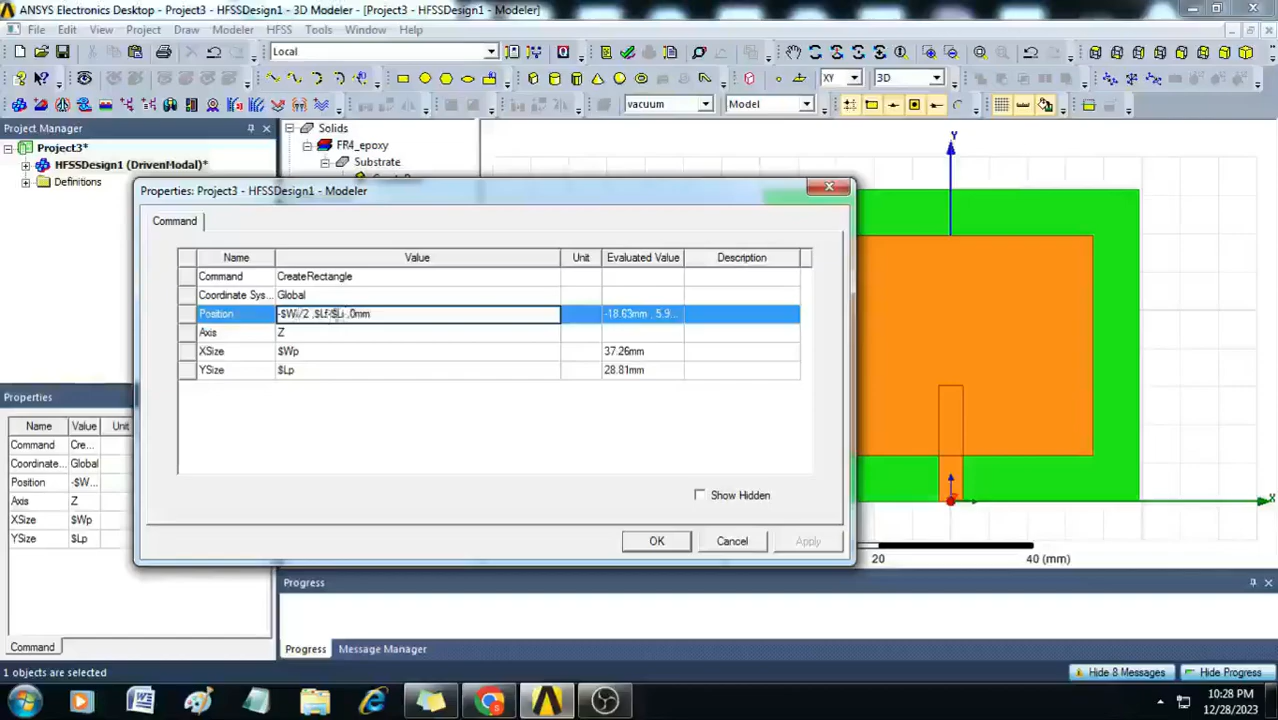 ANSYS Electronics Desktop - Project3 - HFSSDesign1 - 3D Modeler - [Project3 - HFSSDesign1 - Modeler]
File Edit View Project Draw Modeler HFSS Tools Window Help
Local
XY 3D
vacuum Model
Project Manager
Project3*
HFSSDesign1 (DrivenModal)*
Definitions
Solids
FR4_epoxy
Substrate
Properties: Project3 - HFSSDesign1 - Modeler
Command
Name Value Unit Evaluated Value Description
Command CreateRectangle
Coordinate Sys... Global
Position -18.63mm , 5.9...
Axis Z
XSize $Wp 37.26mm
YSize $Lp 28.81mm
Show Hidden
OK Cancel Apply
Properties
Name Value Unit
Command Cre...
Coordinate... Global
Position -$W...
Axis Z
XSize $Wp
YSize $Lp
Command
Y
X
20 40 (mm)
Progress
Progress Message Manager
1 objects are selected
Hide 8 Messages Hide Progress
10:28 PM
12/28/2023